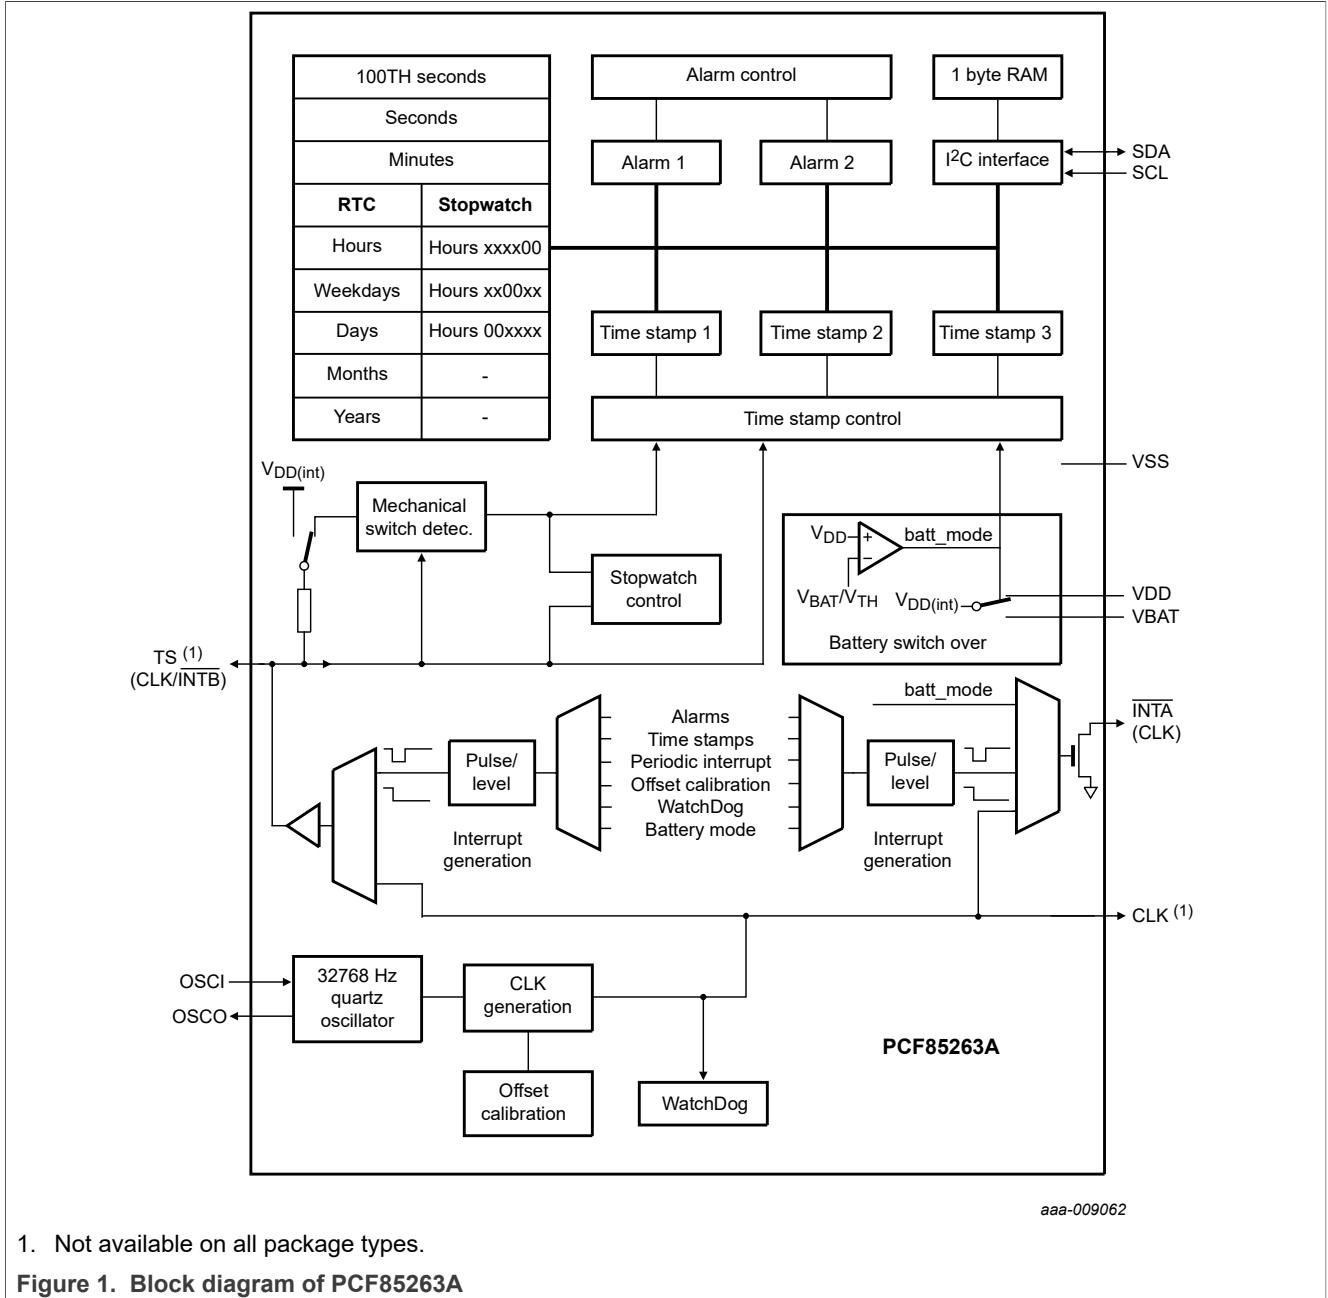 100TH seconds
Seconds
Minutes
RTC
Stopwatch
Hours
Hours xxxx00
Weekdays
Hours xx00xx
Days
Hours 00xxxx
Months
-
Years
-
Alarm control
1 byte RAM
Alarm 1
Alarm 2
I2C interface
SDA
SCL
Time stamp 1
Time stamp 2
Time stamp 3
Time stamp control
VSS
VDD(int)
Mechanical
switch detec.
Stopwatch
control
VDD
+
−
batt_mode
VBAT/VTH
VDD(int)
Battery switch over
VDD
VBAT
TS (1)
(CLK/INTB)
batt_mode
INTA
(CLK)
Pulse/
level
Interrupt
generation
Alarms
Time stamps
Periodic interrupt
Offset calibration
WatchDog
Battery mode
Pulse/
level
Interrupt
generation
CLK (1)
OSCI
OSCO
32768 Hz
quartz
oscillator
CLK
generation
Offset
calibration
WatchDog
PCF85263A
aaa-009062
1. Not available on all package types.
Figure 1. Block diagram of PCF85263A